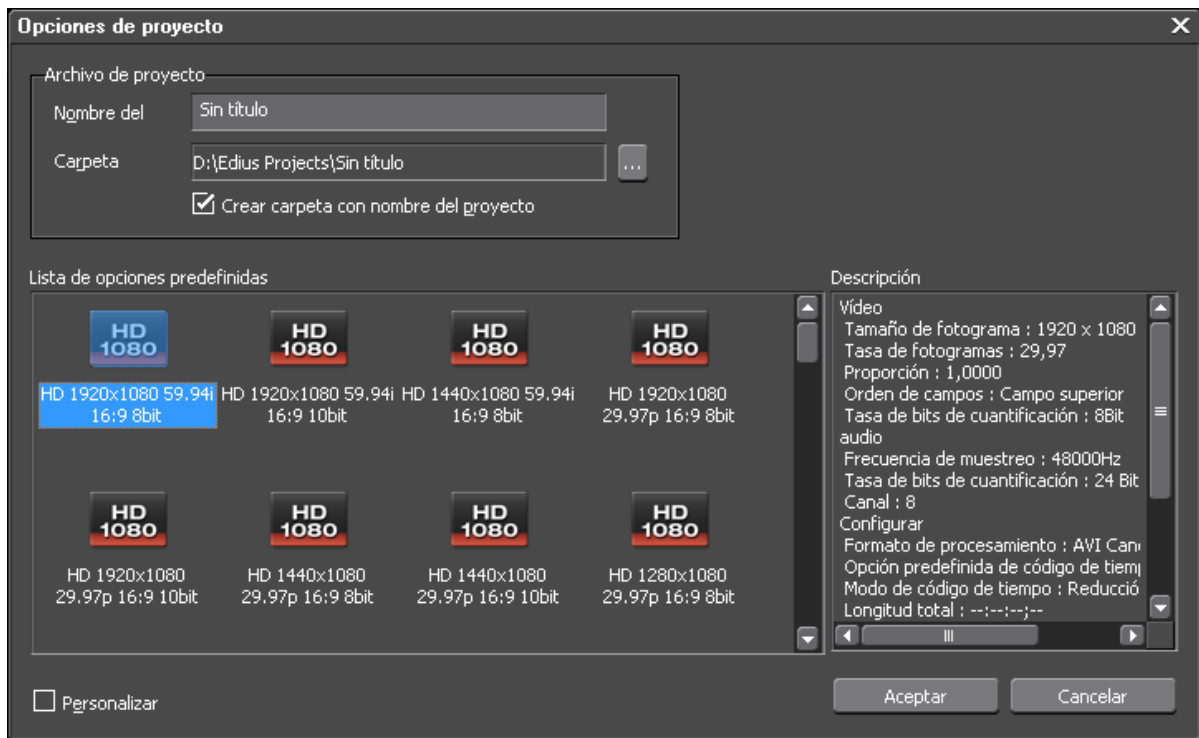 Opciones de proyecto
Archivo de proyecto
Nombre del
Sin título
Carpeta
D:\Edius Projects\Sin título
...
Crear carpeta con nombre del proyecto
Lista de opciones predefinidas
HD
1080
HD 1920x1080 59.94i
16:9 8bit
HD
1080
HD 1920x1080 59.94i
16:9 10bit
HD
1080
HD 1440x1080 59.94i
16:9 8bit
HD
1080
HD 1920x1080
29.97p 16:9 8bit
HD
1080
HD 1920x1080
29.97p 16:9 10bit
HD
1080
HD 1440x1080
29.97p 16:9 8bit
HD
1080
HD 1440x1080
29.97p 16:9 10bit
HD
1080
HD 1280x1080
29.97p 16:9 8bit
Descripción
Vídeo
Tamaño de fotograma : 1920 x 1080
Tasa de fotogramas : 29,97
Proporción : 1,0000
Orden de campos : Campo superior
Tasa de bits de cuantificación : 8Bit
audio
Frecuencia de muestreo : 48000Hz
Tasa de bits de cuantificación : 24 Bit
Canal : 8
Configurar
Formato de procesamiento : AVI
Opción predefinida de código de
Modo de código de tiempo :
Longitud total : --:--:--;--
Personalizar
Aceptar
Cancelar